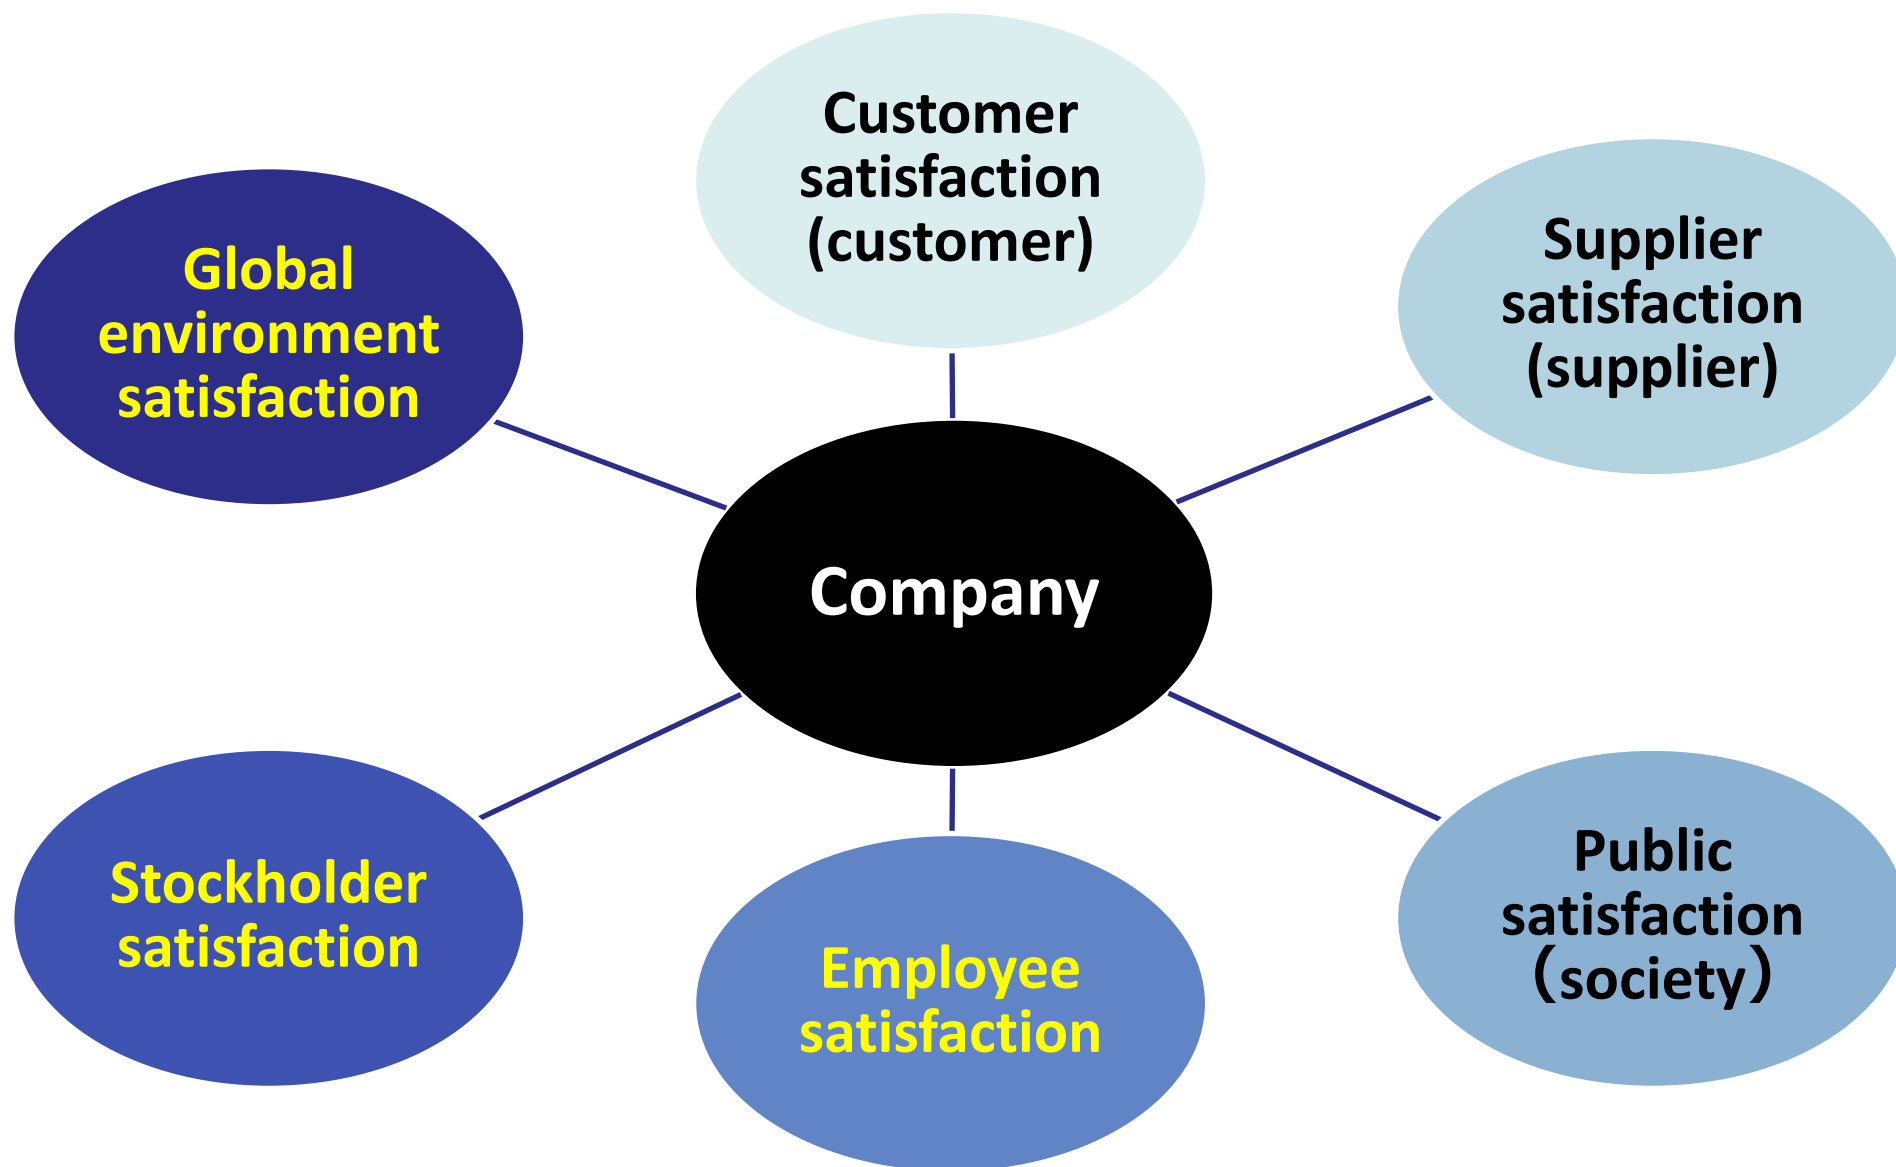 Customer
satisfaction
(customer)
Supplier
satisfaction
(supplier)
Global
environment
satisfaction
Company
Stockholder
satisfaction
Employee
satisfaction
Public
satisfaction
（society）